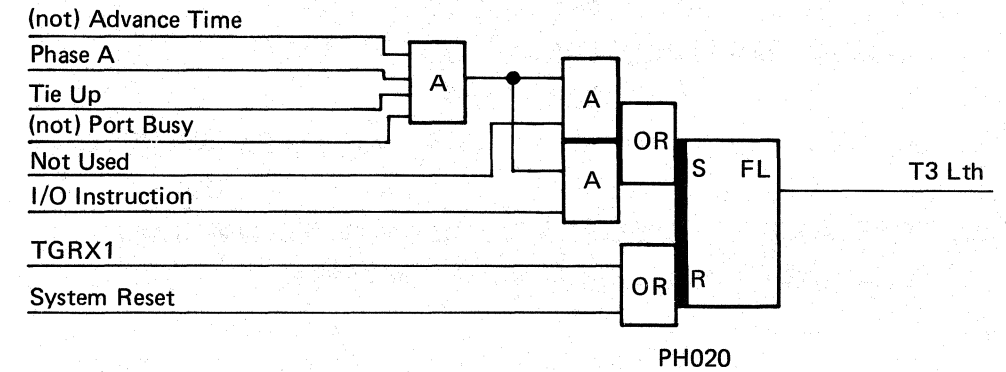 (not) Advance Time
Phase A
Tie Up
(not) Port Busy
Not Used
I/O Instruction
TGRX1
System Reset
A
A
A
OR
OR
S FL
R
T3 Lth
PH020